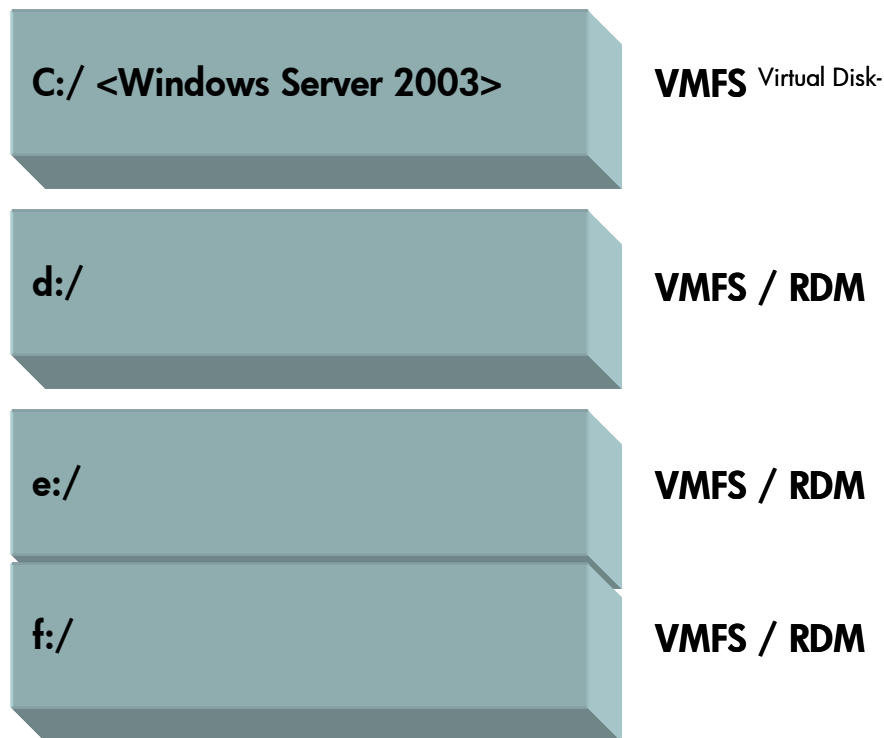 C:/ <Windows Server 2003> VMFS Virtual Disk-
d:/ VMFS / RDM
e:/ VMFS / RDM
f:/ VMFS / RDM